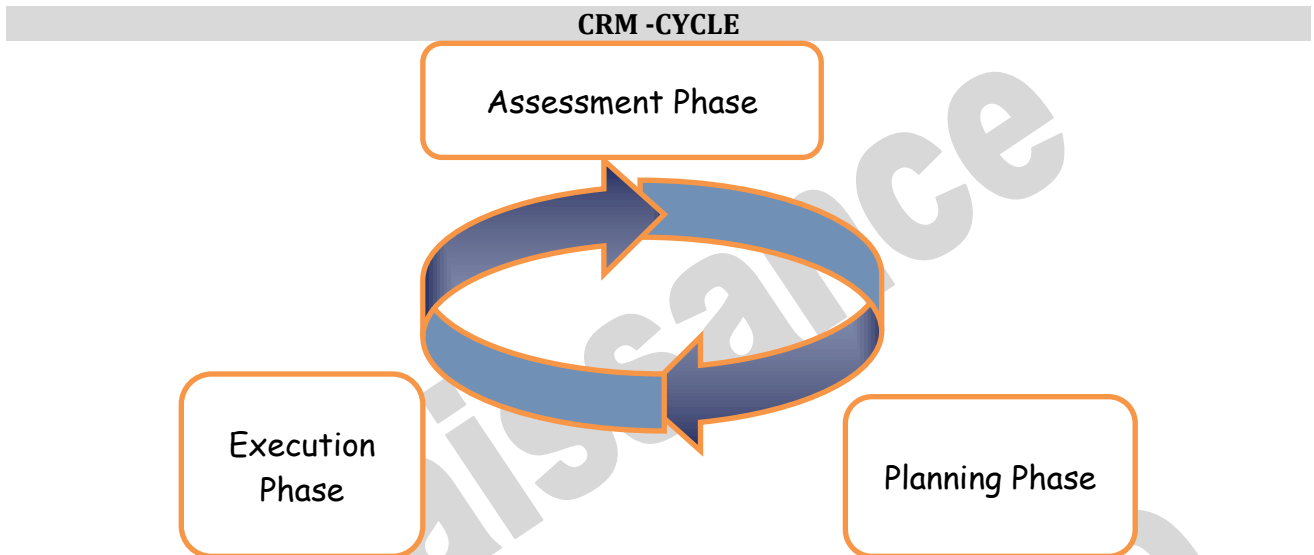 CRM -CYCLE
Assessment Phase
Execution
Phase
Planning Phase